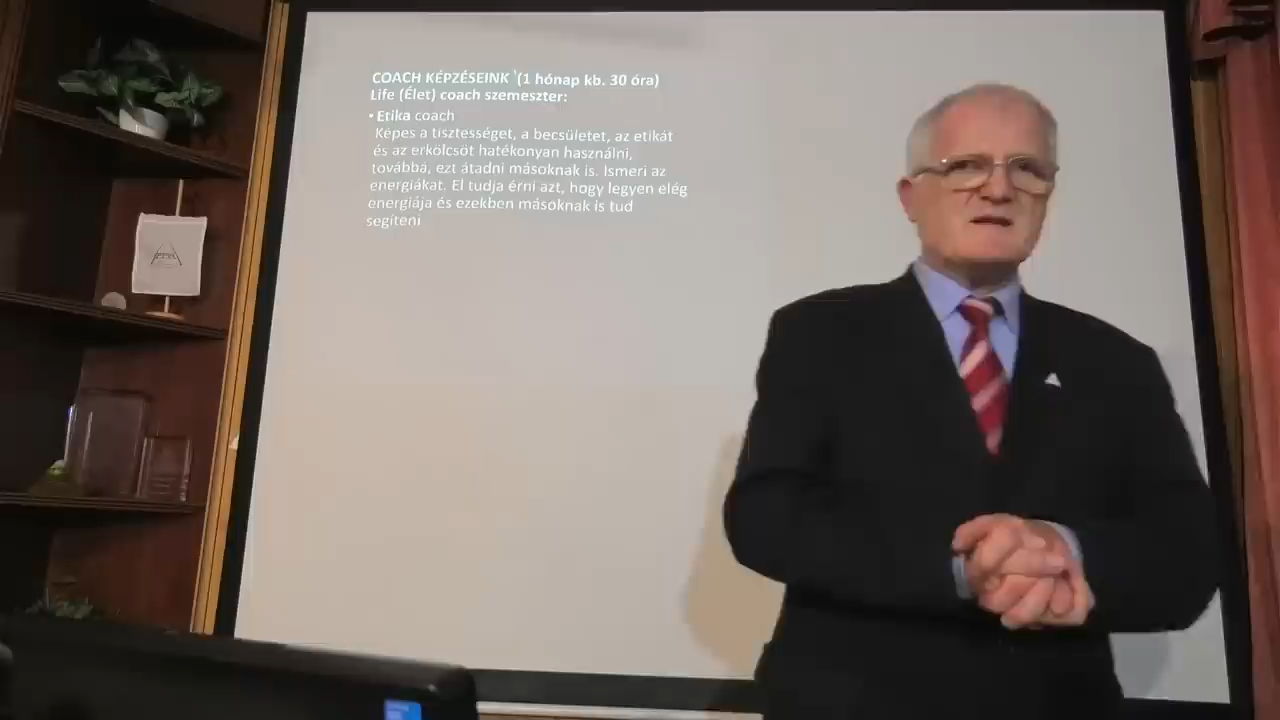 COACH KÉPZÉSEINK (1 hónap kb. 30 óra)
Life (Élet) coach szemeszter:
• Etika coach
Képes a tisztességet, a becsületet, az etikát
és az erkölcsöt hatékonyan használni,
továbbá, ezt átadni másoknak is. Ismeri az
energiákat. El tudja érni azt, hogy legyen elég
energiája és ezekben másoknak is tud
segíteni